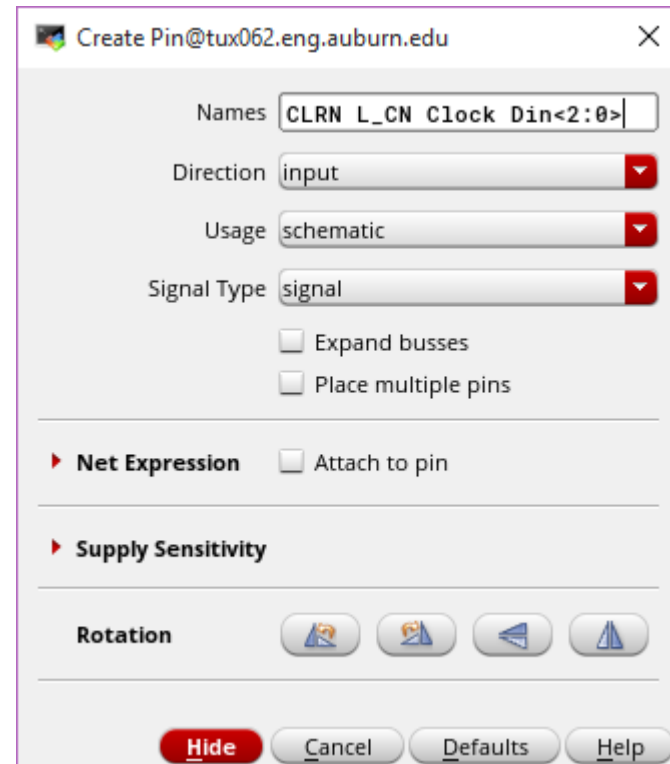 Create Pin@tux062.eng.auburn.edu
Names CLRN L_CN Clock Din<2:0>
Direction input
Usage schematic
Signal Type signal
Expand busses
Place multiple pins
Net Expression Attach to pin
Supply Sensitivity
Rotation
Hide Cancel Defaults Help